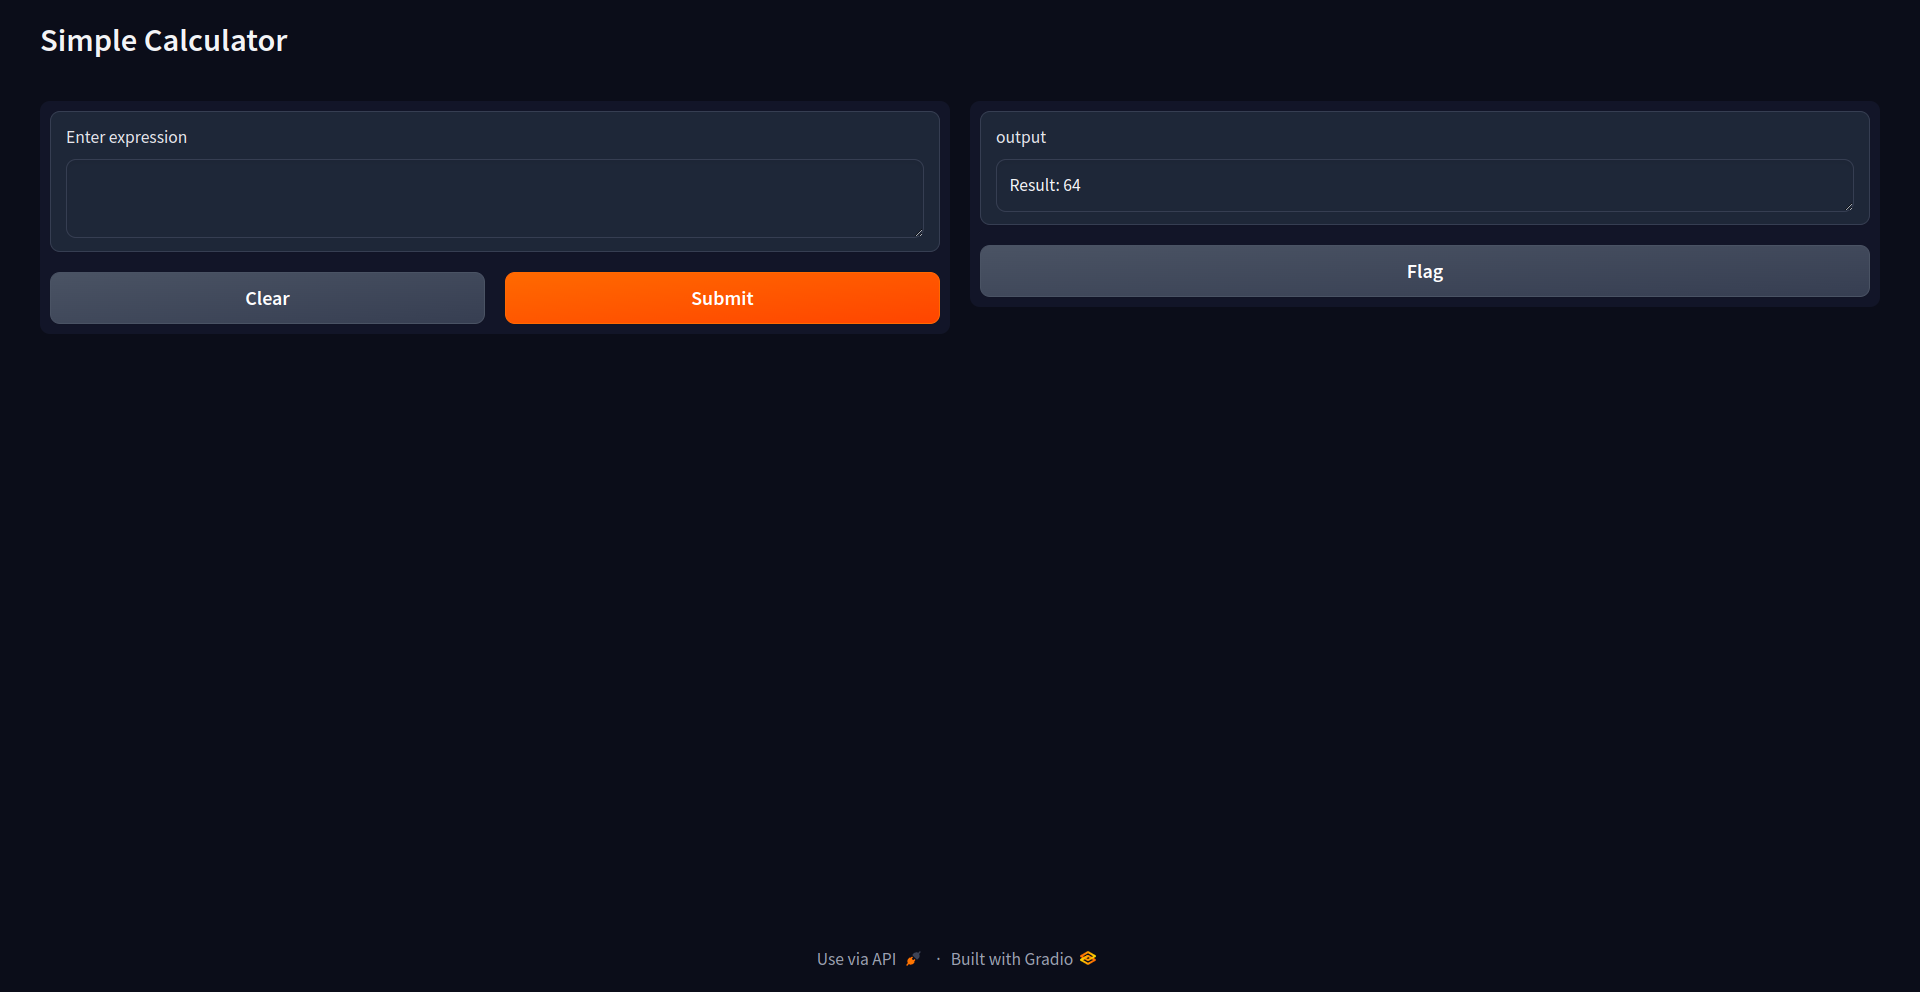 Simple Calculator
Enter expression
Clear
Submit
output
Result: 64
Flag
Use via API · Built with Gradio